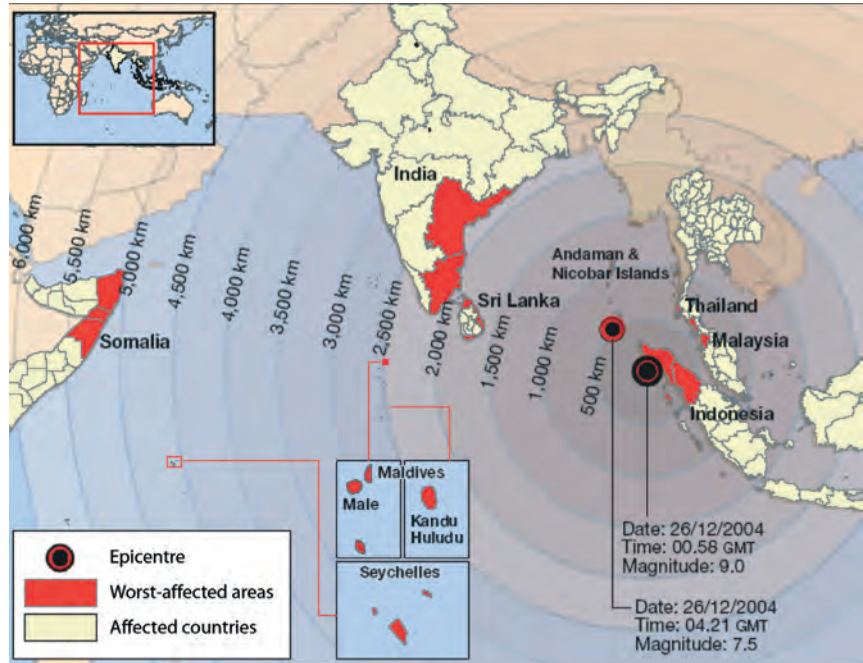 India
Andaman &
Nicobar Islands
Sri Lanka
Thailand
Malaysia
Indonesia
Somalia
6,000 km
5,500 km
5,000 km
4,500 km
4,000 km
3,500 km
3,000 km
2,500 km
2,000 km
1,500 km
1,000 km
500 km
Maldives
Male
Kandu
Huludu
Seychelles
Date: 26/12/2004
Time: 00.58 GMT
Magnitude: 9.0
Date: 26/12/2004
Time: 04.21 GMT
Magnitude: 7.5
Epicentre
Worst-affected areas
Affected countries